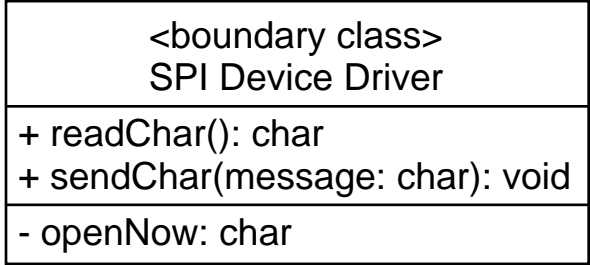 <boundary class>
SPI Device Driver
+ readChar(): char
+ sendChar(message: char): void
- openNow: char